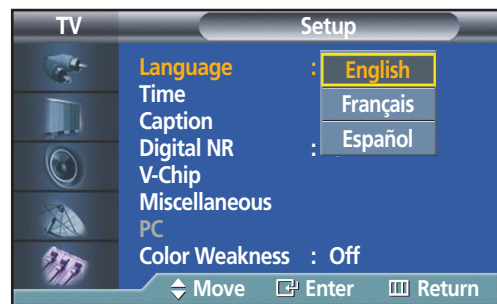 TV Setup
Language : English
Français
Español
Time
Caption
Digital NR :
V-Chip
Miscellaneous
PC
Color Weakness : Off
Move Enter Return